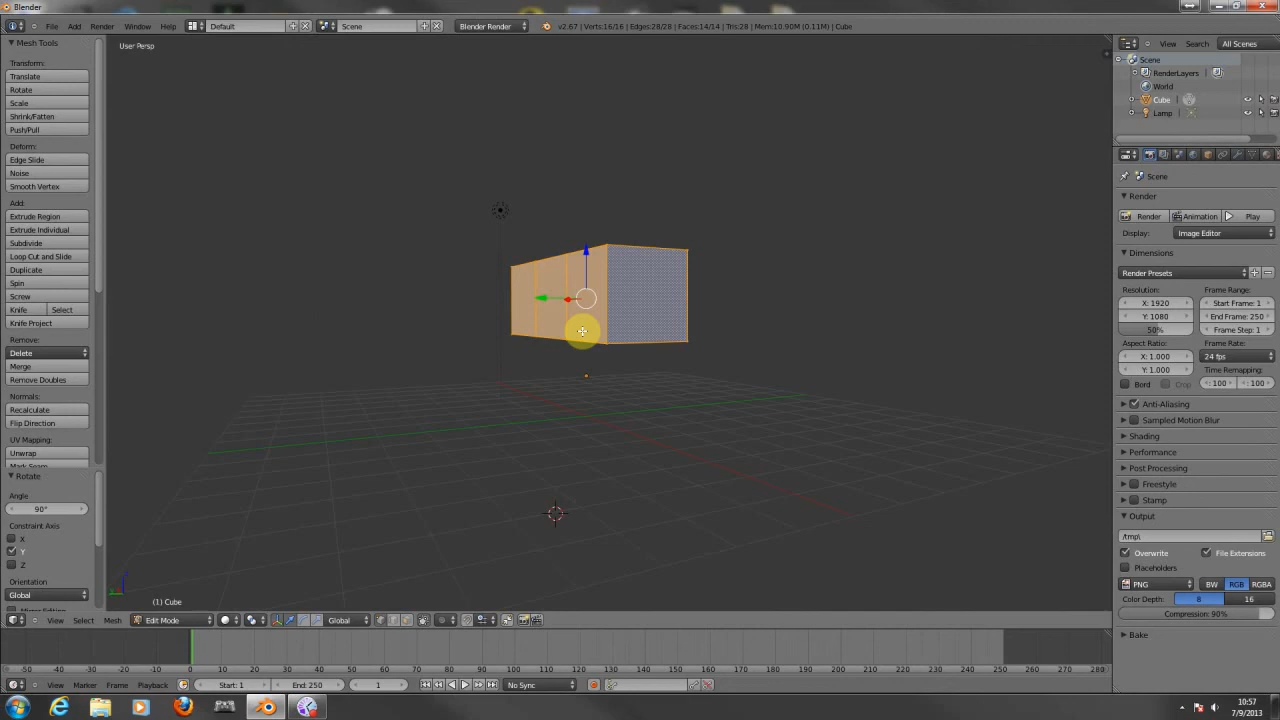 Blender
File Add Render Window Help Default Scene Blender Render v2.67 | Verts:16/16 | Edges:28/28 | Faces:14/14 | Tris:28 | Mem:10.90M (0.11M) | Cube
View Search All Scenes
Mesh Tools
User Persp
Transform:
Translate
Rotate
Scale
Shrink/Fatten
Push/Pull
Deform:
Edge Slide
Noise
Smooth Vertex
Add:
Extrude Region
Extrude Individual
Subdivide
Loop Cut and Slide
Duplicate
Spin
Screw
Knife Select
Knife Project
Remove:
Delete
Merge
Remove Doubles
Normals:
Recalculate
Flip Direction
UV Mapping:
Unwrap
Mark Seam
Rotate
Angle
90°
Constraint Axis
X
Y
Z
Orientation
Global
(1) Cube
View Select Mesh Edit Mode Global
Scene
RenderLayers
World
Cube
Lamp
Scene
Render
Render Animation Play
Display: Image Editor
Dimensions
Render Presets
Resolution: Frame Range:
X: 1920 Start Frame: 1
Y: 1080 End Frame: 250
50% Frame Step: 1
Aspect Ratio: Frame Rate:
X: 1.000 24 fps
Y: 1.000 Time Remapping:
Bord Crop : 100 : 100
Anti-Aliasing
Sampled Motion Blur
Shading
Performance
Post Processing
Freestyle
Stamp
Output
/tmp\
Overwrite File Extensions
Placeholders
PNG BW RGB RGBA
Color Depth: 8 16
Compression: 90%
Bake
-50 -40 -30 -20 -10 0 10 20 30 40 50 60 70 80 90 100 110 120 130 140 150 160 170 180 190 200 210 220 230 240 250 260 270 280
View Marker Frame Playback Start: 1 End: 250 1 No Sync
10:57
7/9/2013